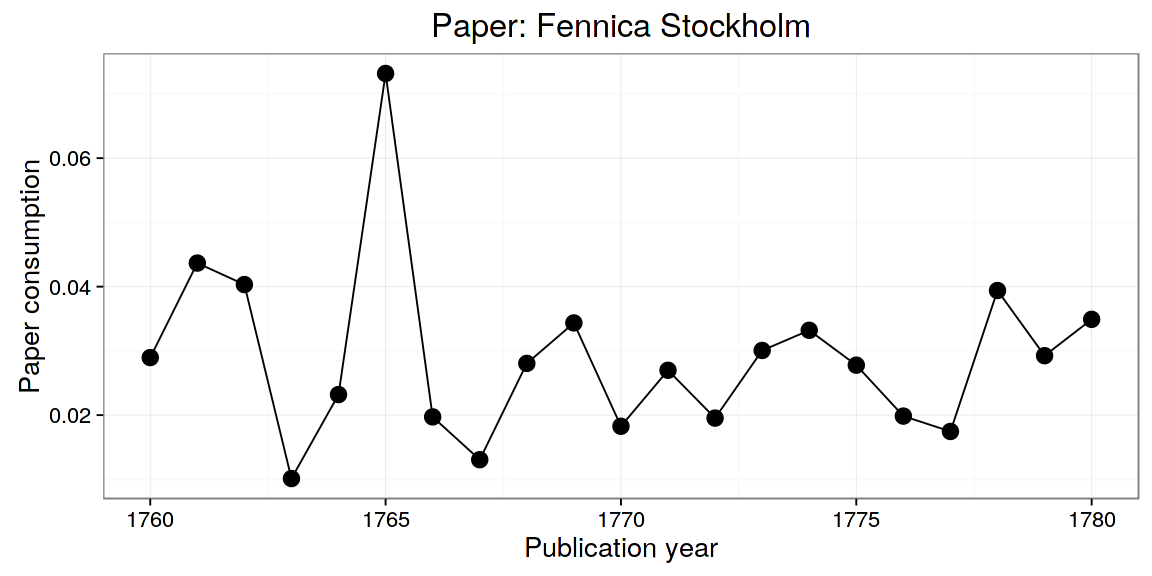 Paper: Fennica Stockholm
Paper consumption
0.06
0.04
0.02
1760 1765 1770 1775 1780
Publication year